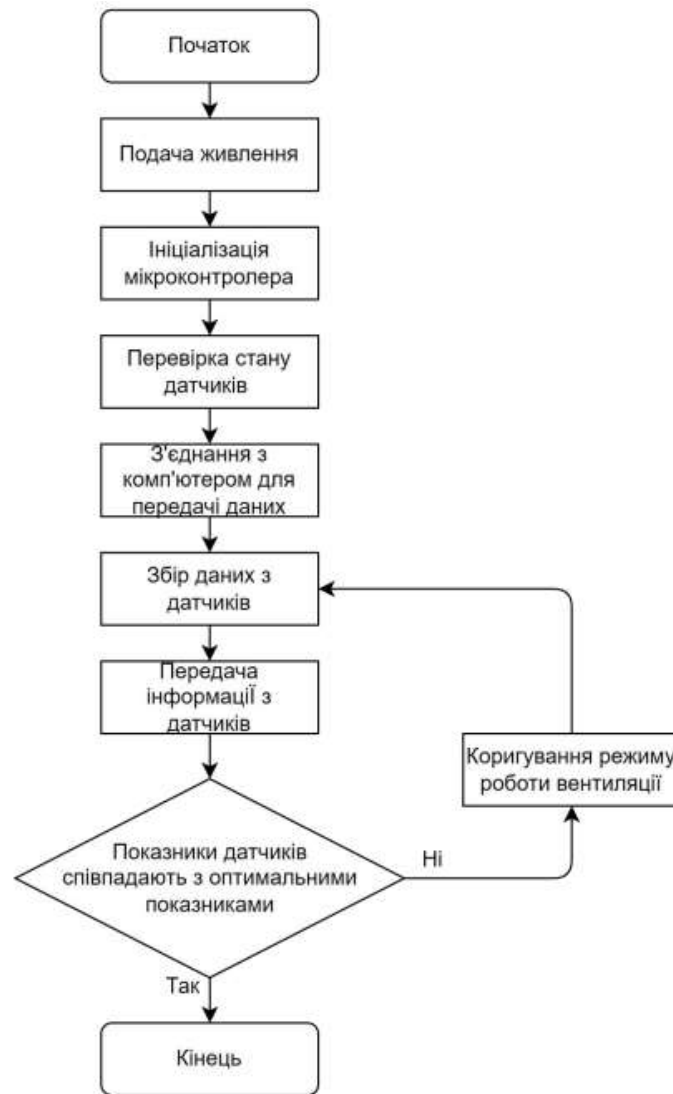 Початок
Подача живлення
Ініціалізація
мікроконтролера
Перевірка стану
датчиків
З'єднання з
комп'ютером для
передачі даних
Збір даних з
датчиків
Передача
інформаціЇ з
датчиків
Коригування режиму
роботи вентиляції
Показники датчиків
співпадають з оптимальними
показниками
Ні
Так
Кінець